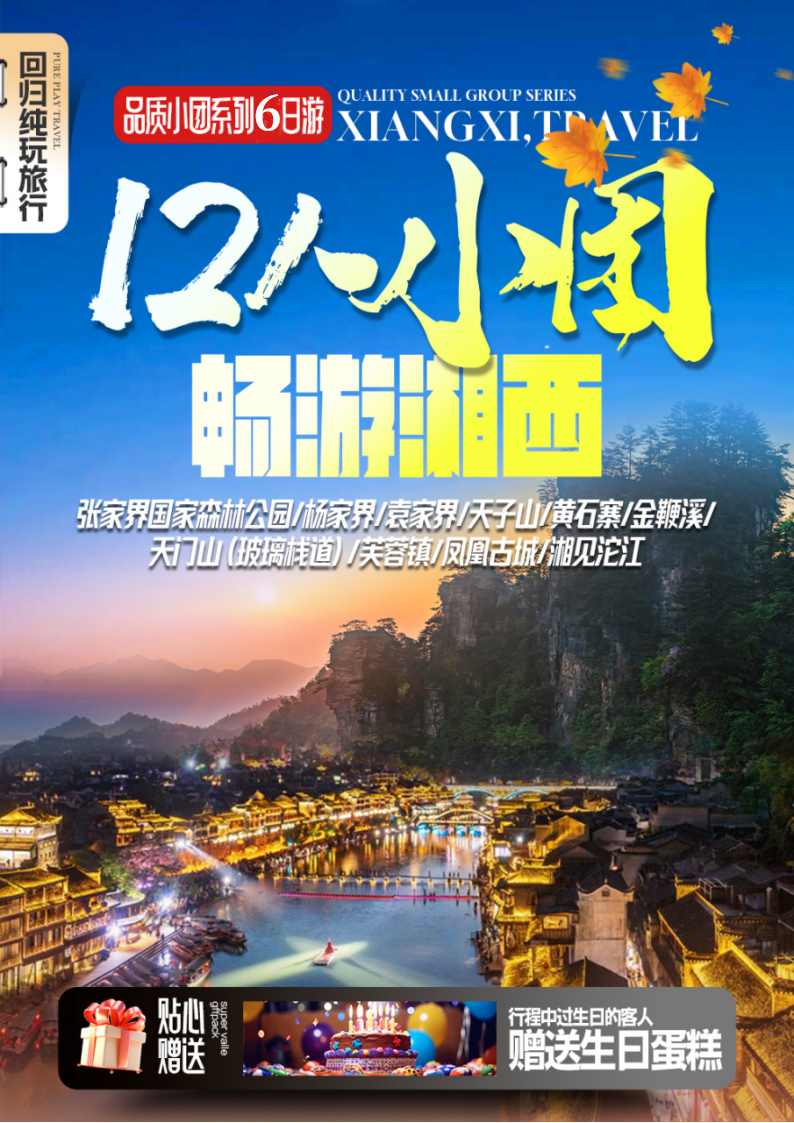 回归纯玩旅行
PURE PLAY TRAVEL
品质小团系列6日游
QUALITY SMALL GROUP SERIES
XIANGXI,TRAVEL
12人小团
畅游湘西
张家界国家森林公园/杨家界/袁家界/天子山/黄石寨/金鞭溪/
天门山(玻璃栈道)/芙蓉镇/凤凰古城/湘见沱江
贴心
赠送
super valle
giftpack
行程中过生日的客人
赠送生日蛋糕